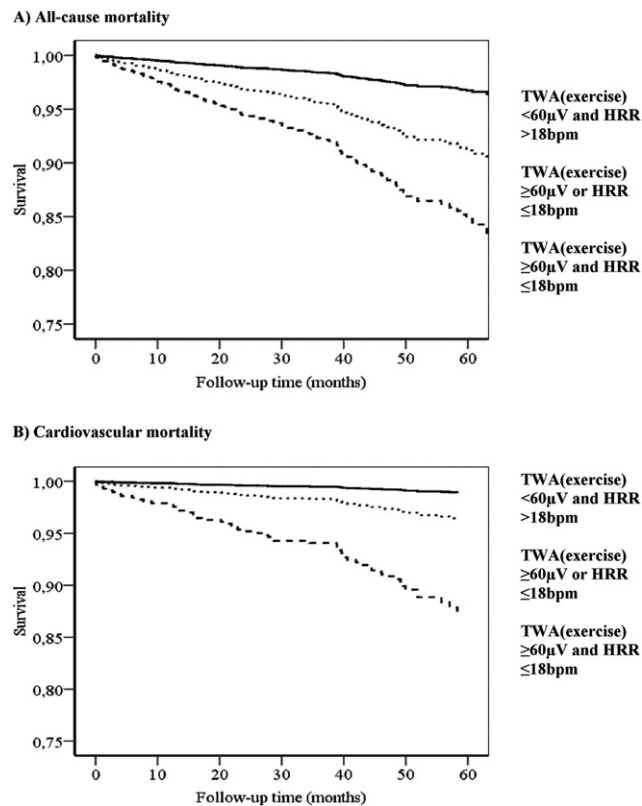 A) All-cause mortality
1,00
0,95
0,90
0,85
0,80
0,75
Survival
0
10
20
30
40
50
60
Follow-up time (months)
TWA(exercise)
<60µV and HRR
>18bpm
TWA(exercise)
≥60µV or HRR
≤18bpm
TWA(exercise)
≥60µV and HRR
≤18bpm
B) Cardiovascular mortality
1,00
0,95
0,90
0,85
0,80
0,75
Survival
0
10
20
30
40
50
60
Follow-up time (months)
TWA(exercise)
<60µV and HRR
>18bpm
TWA(exercise)
≥60µV or HRR
≤18bpm
TWA(exercise)
≥60µV and HRR
≤18bpm